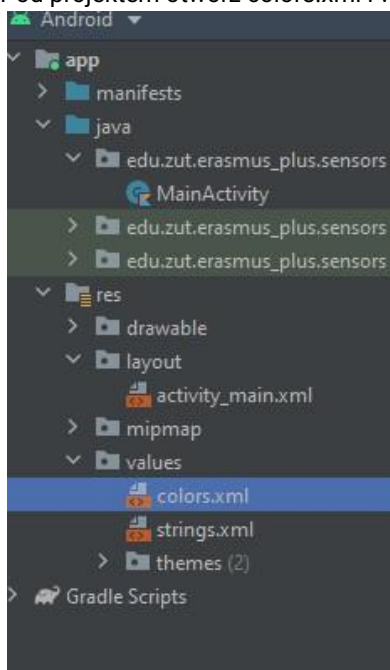 Android
app
manifests
java
edu.zut.erasmus_plus.sensors
MainActivity
edu.zut.erasmus_plus.sensors
edu.zut.erasmus_plus.sensors
res
drawable
layout
activity_main.xml
mipmap
values
colors.xml
strings.xml
themes (2)
Gradle Scripts